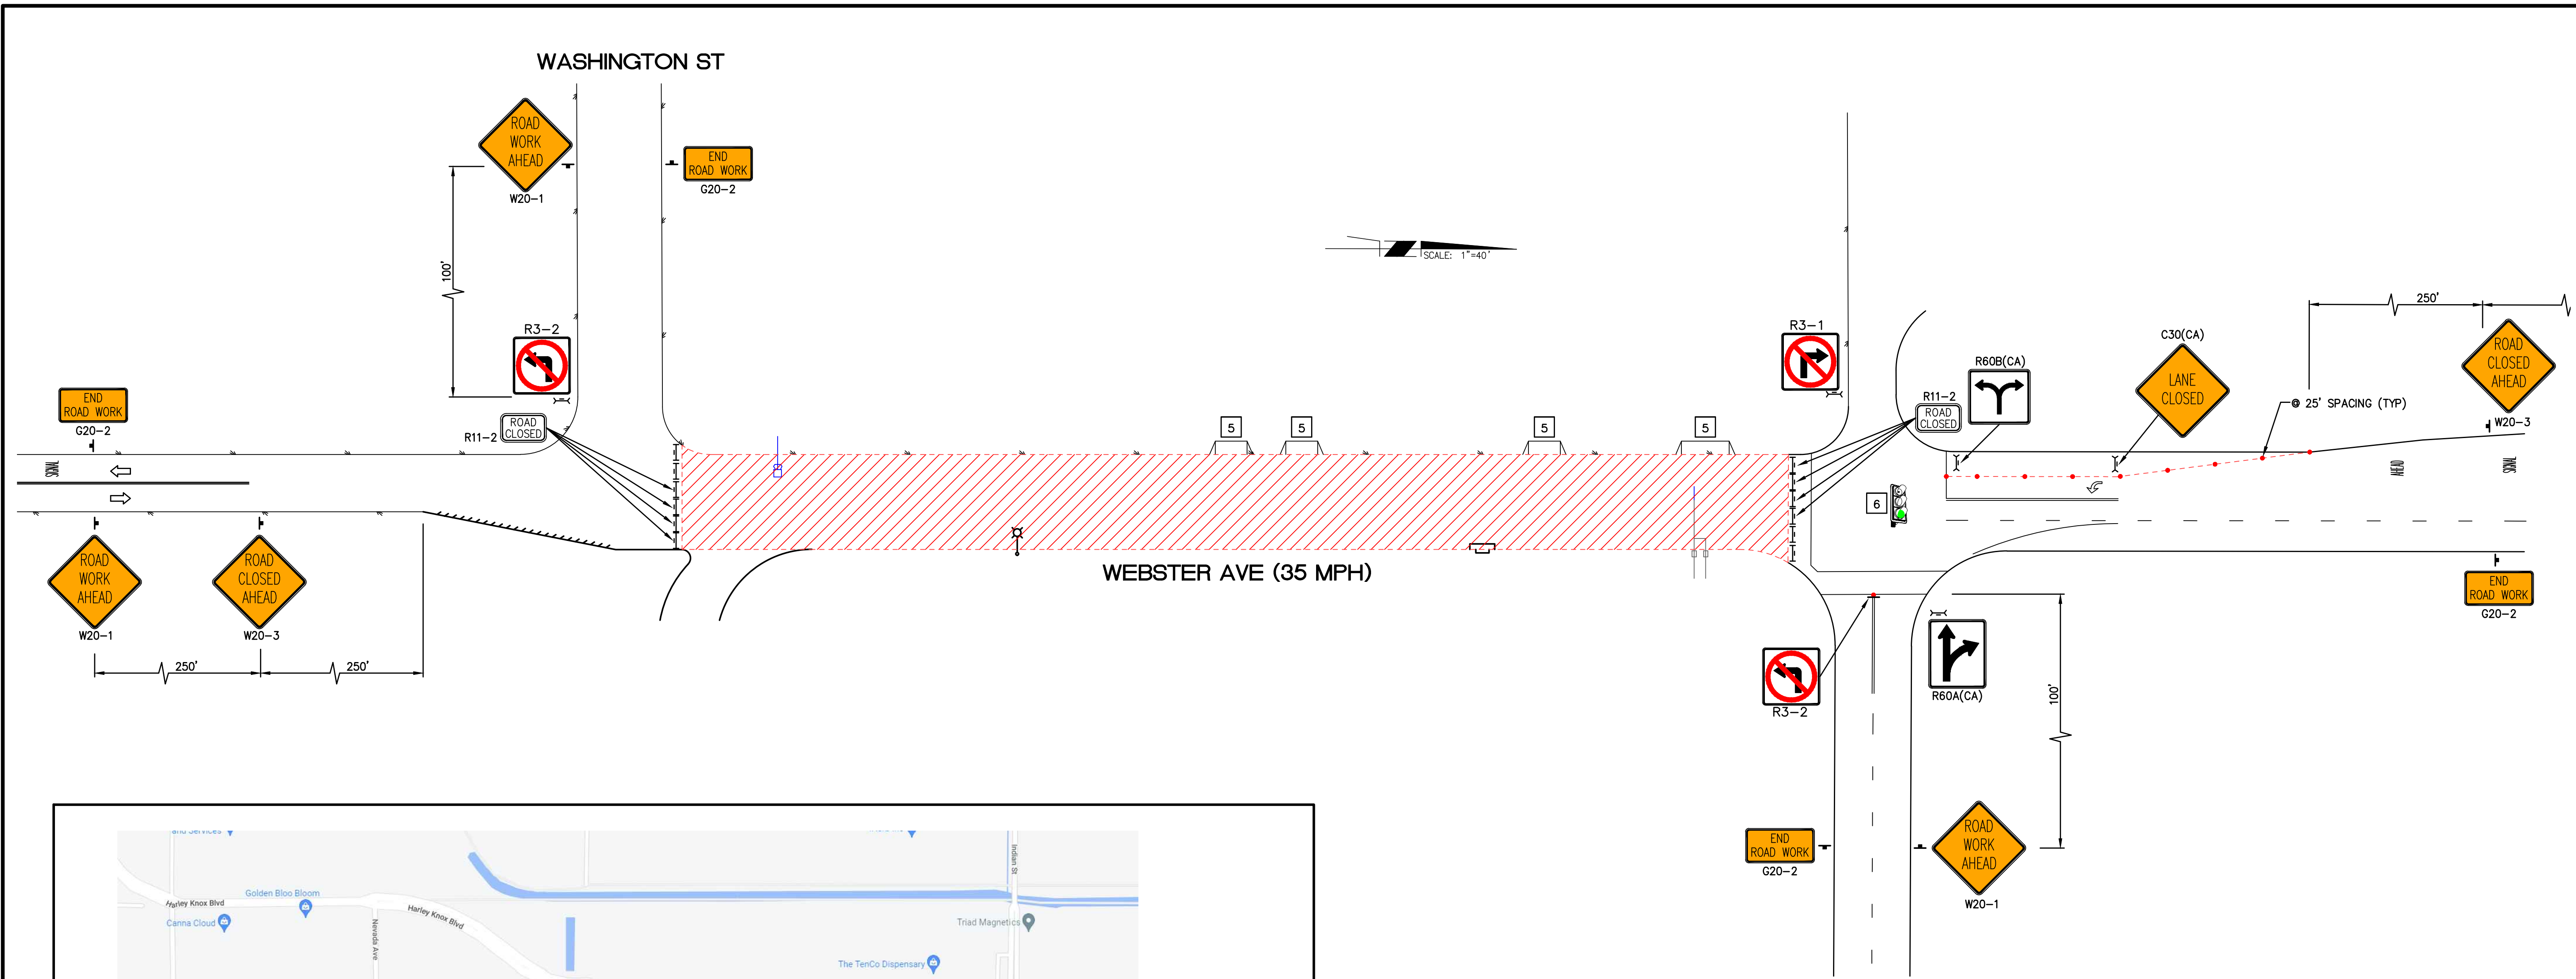 WASHINGTON ST
ROAD
WORK
AHEAD
W20-1
END
ROAD WORK
G20-2
100'
R3-2
ROAD
CLOSED
R11-2
END
ROAD WORK
G20-2
SIGNAL
ROAD
WORK
AHEAD
W20-1
ROAD
CLOSED
AHEAD
W20-3
250'
250'
SCALE: 1"=40'
5
5
5
5
WEBSTER AVE (35 MPH)
R3-1
R11-2
ROAD
CLOSED
R60B(CA)
C30(CA)
LANE
CLOSED
250'
@ 25' SPACING (TYP)
ROAD
CLOSED
AHEAD
W20-3
AHEAD
SIGNAL
6
END
ROAD WORK
G20-2
R3-2
R60A(CA)
100'
END
ROAD WORK
G20-2
ROAD
WORK
AHEAD
W20-1
and Services
Indian St
Golden Bloo Bloom
Harley Knox Blvd
Canna Cloud
Nevada Ave
Harley Knox Blvd
Triad Magnetics
The TenCo Dispensary